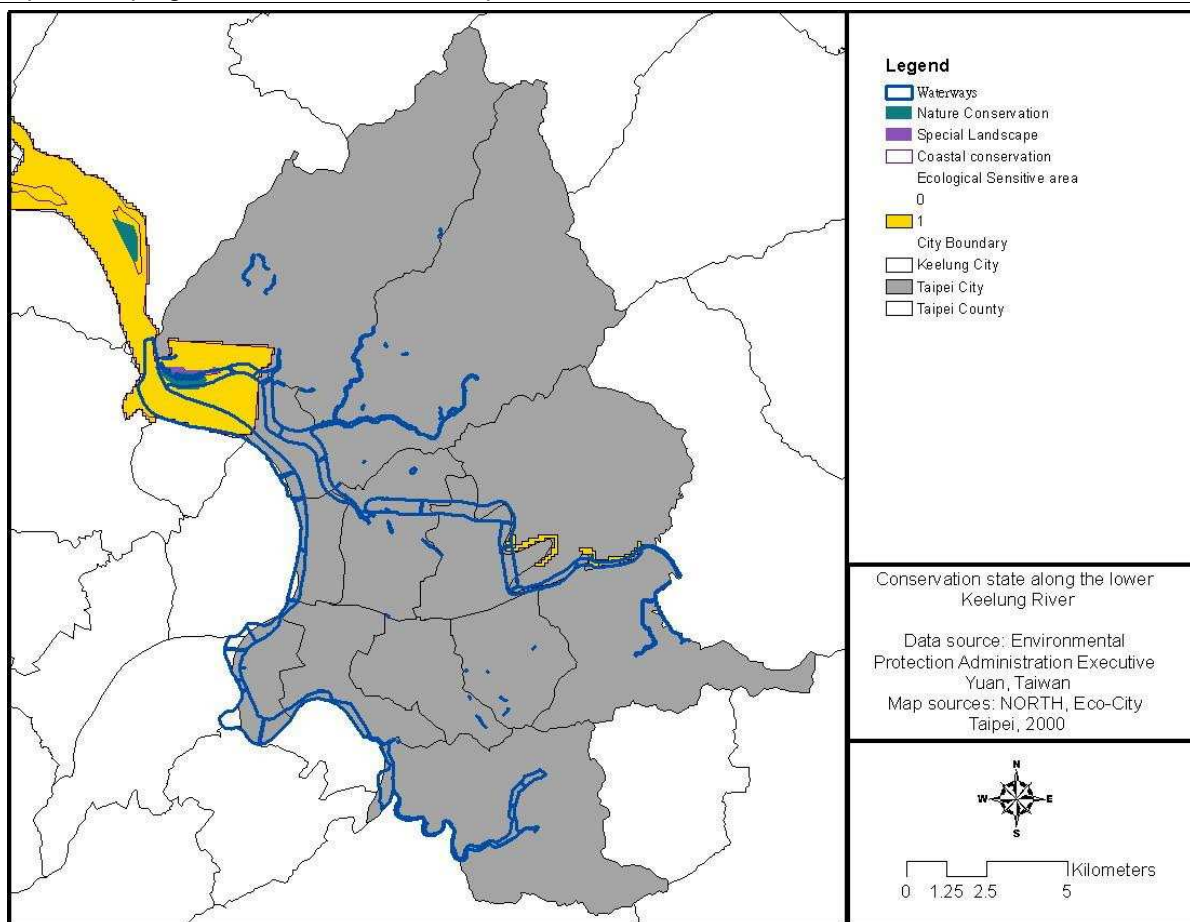 Legend
Waterways
Nature Conservation
Special Landscape
Coastal conservation
Ecological Sensitive area
0
1
City Boundary
Keelung City
Taipei City
Taipei County
Conservation state along the lower
Keelung River
Data source: Environmental
Protection Administration Executive
Yuan, Taiwan
Map sources: NORTH, Eco-City
Taipei, 2000
N
W E
S
Kilometers
0 1.25 2.5 5